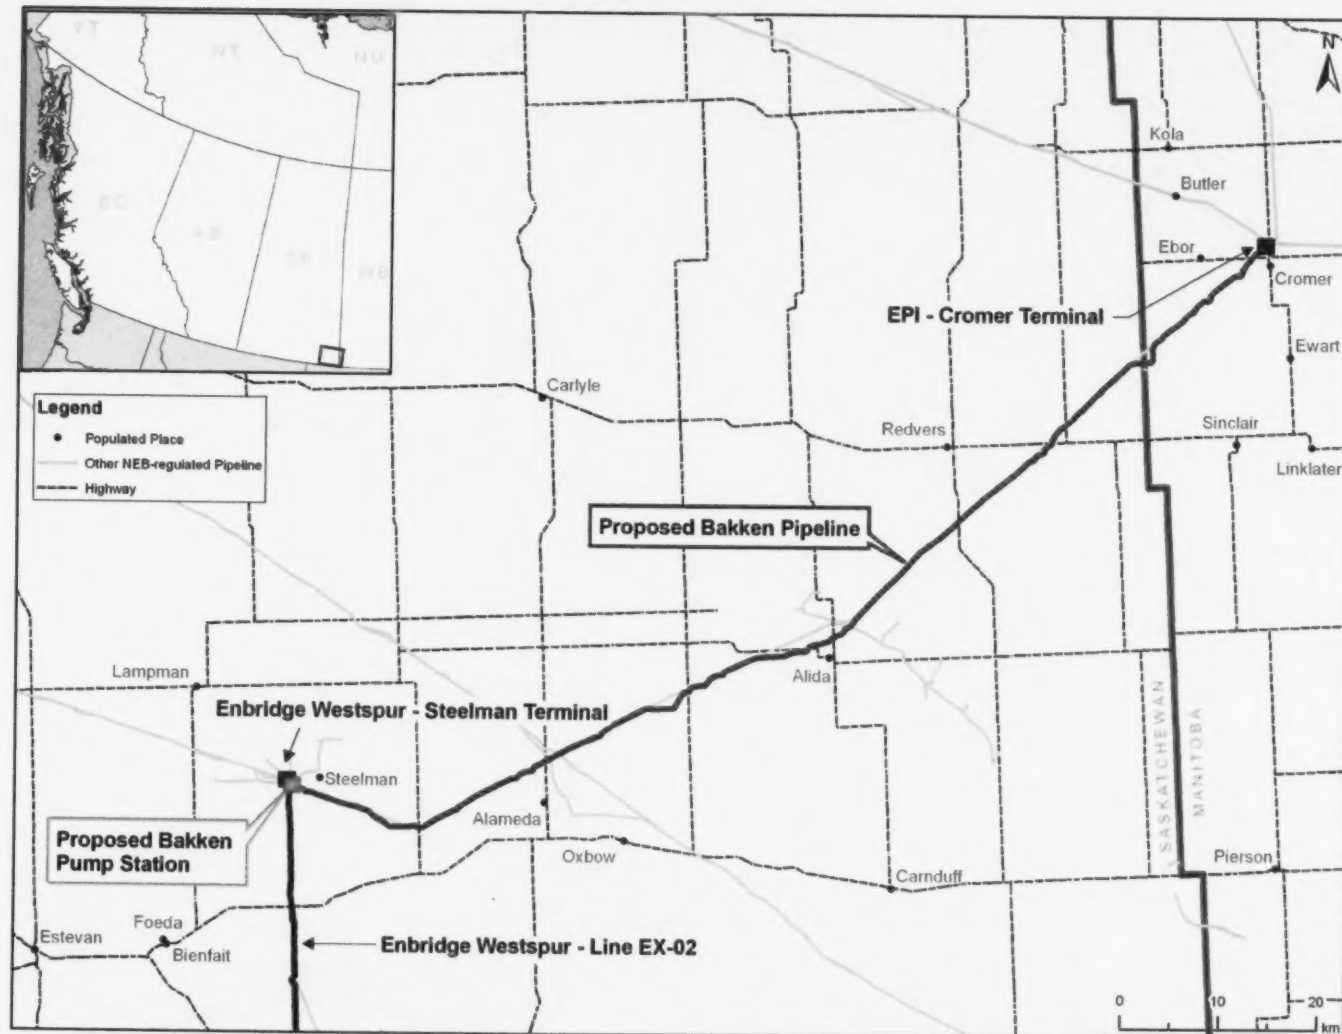 N
Kola
Butler
Ebor
Cromer
EPI - Cromer Terminal
Ewart
Carlyle
Legend
Populated Place
Other NEB-regulated Pipeline
Highway
Redvers
Sinclair
Linklater
Proposed Bakken Pipeline
Lampman
Alida
Enbridge Westspur - Steelman Terminal
SASKATCHEWAN
MANITOBA
Steelman
Alameda
Proposed Bakken
Pump Station
Oxbow
Pierson
Carnduff
Foeda
Estevan
Bienfait
Enbridge Westspur - Line EX-02
0 10 20
km